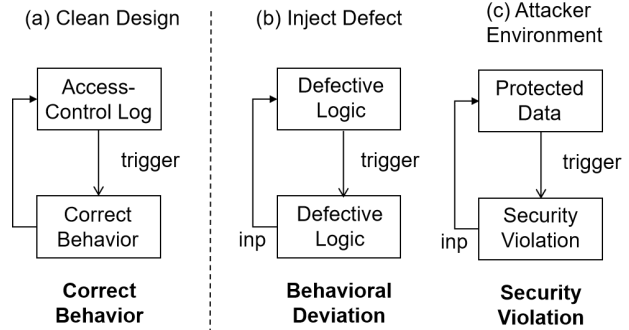 (a) Clean Design
Access-
Control Log
trigger
Correct
Behavior
Correct
Behavior
(b) Inject Defect
Defective
Logic
trigger
Defective
Logic
inp
Behavioral
Deviation
(c) Attacker
Environment
Protected
Data
trigger
Security
Violation
inp
Security
Violation